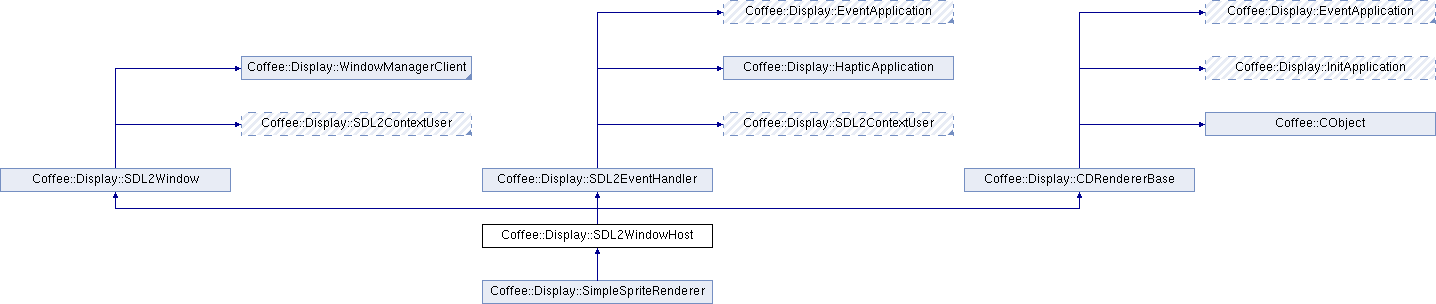 Coffee::Display::EventApplication
Coffee::Display::EventApplication
Coffee::Display::WindowManagerClient
Coffee::Display::HapticApplication
Coffee::Display::InitApplication
Coffee::Display::SDL2ContextUser
Coffee::Display::SDL2ContextUser
Coffee::CObject
Coffee::Display::SDL2Window
Coffee::Display::SDL2EventHandler
Coffee::Display::CDRendererBase
Coffee::Display::SDL2WindowHost
Coffee::Display::SimpleSpriteRenderer